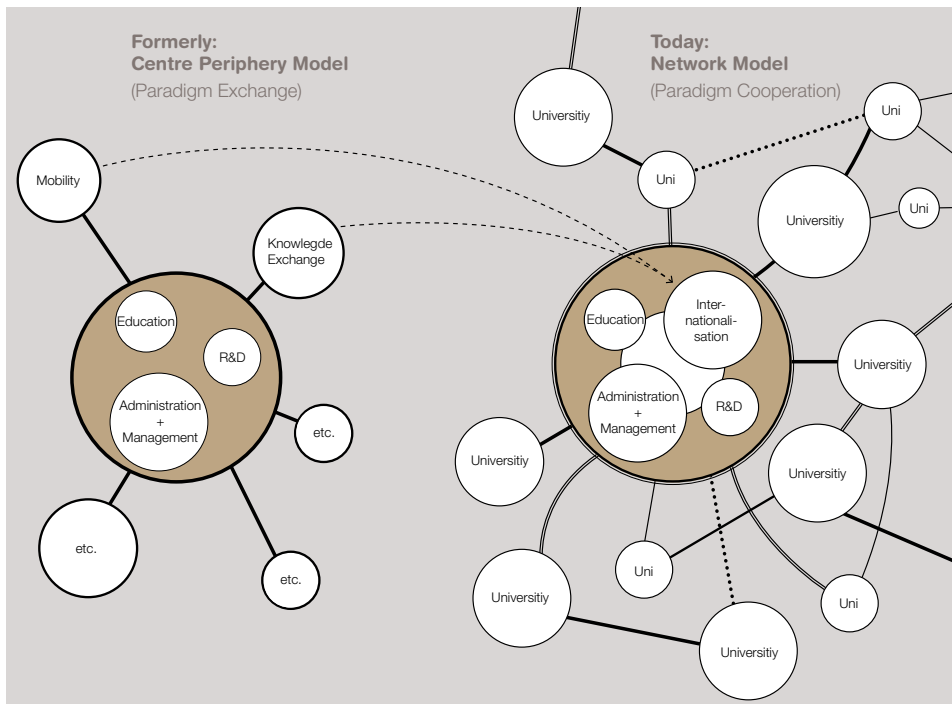 Formerly:
Centre Periphery Model
(Paradigm Exchange)
Mobility
Knowlegde
Exchange
Education
R&D
Administration
+
Management
etc.
etc.
etc.
Today:
Network Model
(Paradigm Cooperation)
Universitiy
Uni
Uni
Universitiy
Uni
Education
Inter-
nationali-
sation
Administration
+
Management
R&D
Universitiy
Universitiy
Universitiy
Uni
Universitiy
Uni
Universitiy